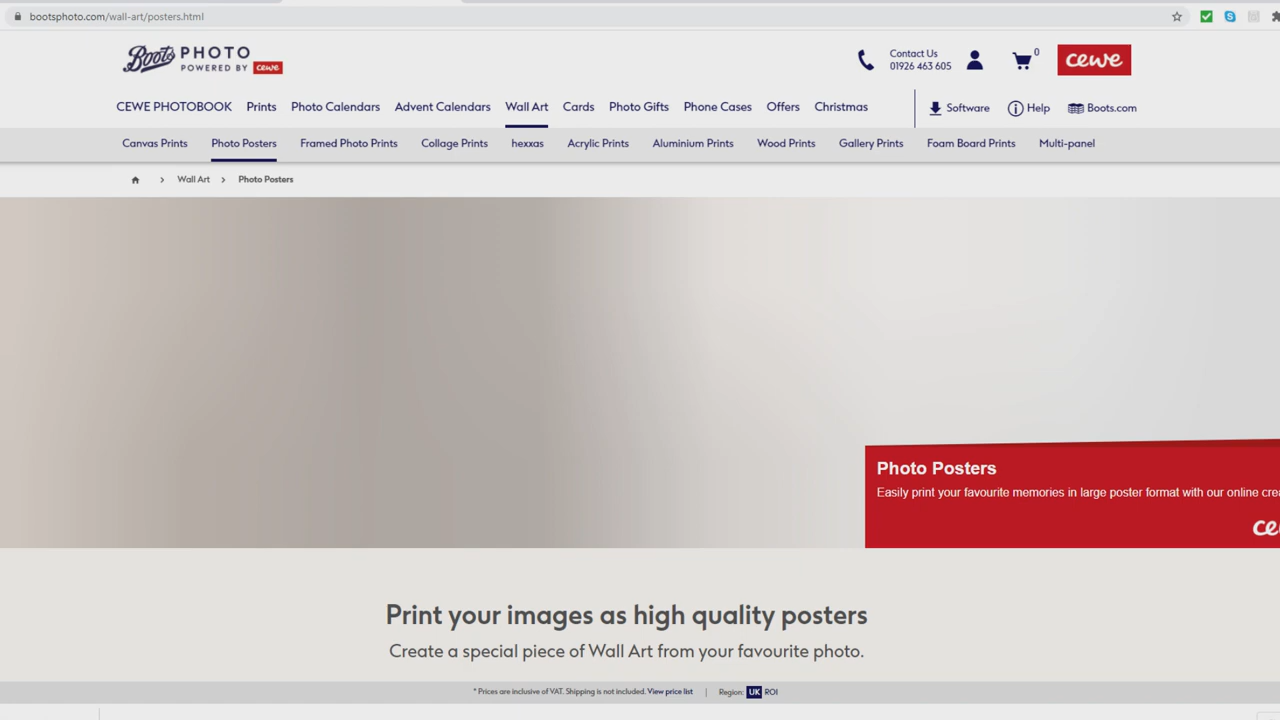 bootsphoto.com/wall-art/posters.html
Boots PHOTO
POWERED BY cewe
Contact Us
01926 463 605
0
cewe
CEWE PHOTOBOOK Prints Photo Calendars Advent Calendars Wall Art Cards Photo Gifts Phone Cases Offers Christmas Software Help Boots.com
Canvas Prints Photo Posters Framed Photo Prints Collage Prints hexxas Acrylic Prints Aluminium Prints Wood Prints Gallery Prints Foam Board Prints Multi-panel
Wall Art Photo Posters
Photo Posters
Easily print your favourite memories in large poster format with our online
Print your images as high quality posters
Create a special piece of Wall Art from your favourite photo.
* Prices are inclusive of VAT. Shipping is not included. View price list | Region: UK ROI